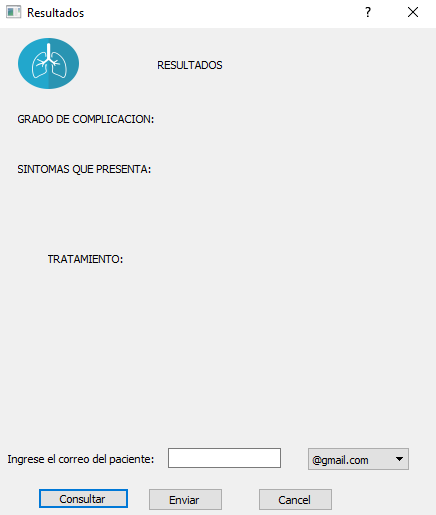 Resultados
RESULTADOS
GRADO DE COMPLICACION:
SINTOMAS QUE PRESENTA:
TRATAMIENTO:
Ingrese el correo del paciente: @gmail.com
Consultar Enviar Cancel